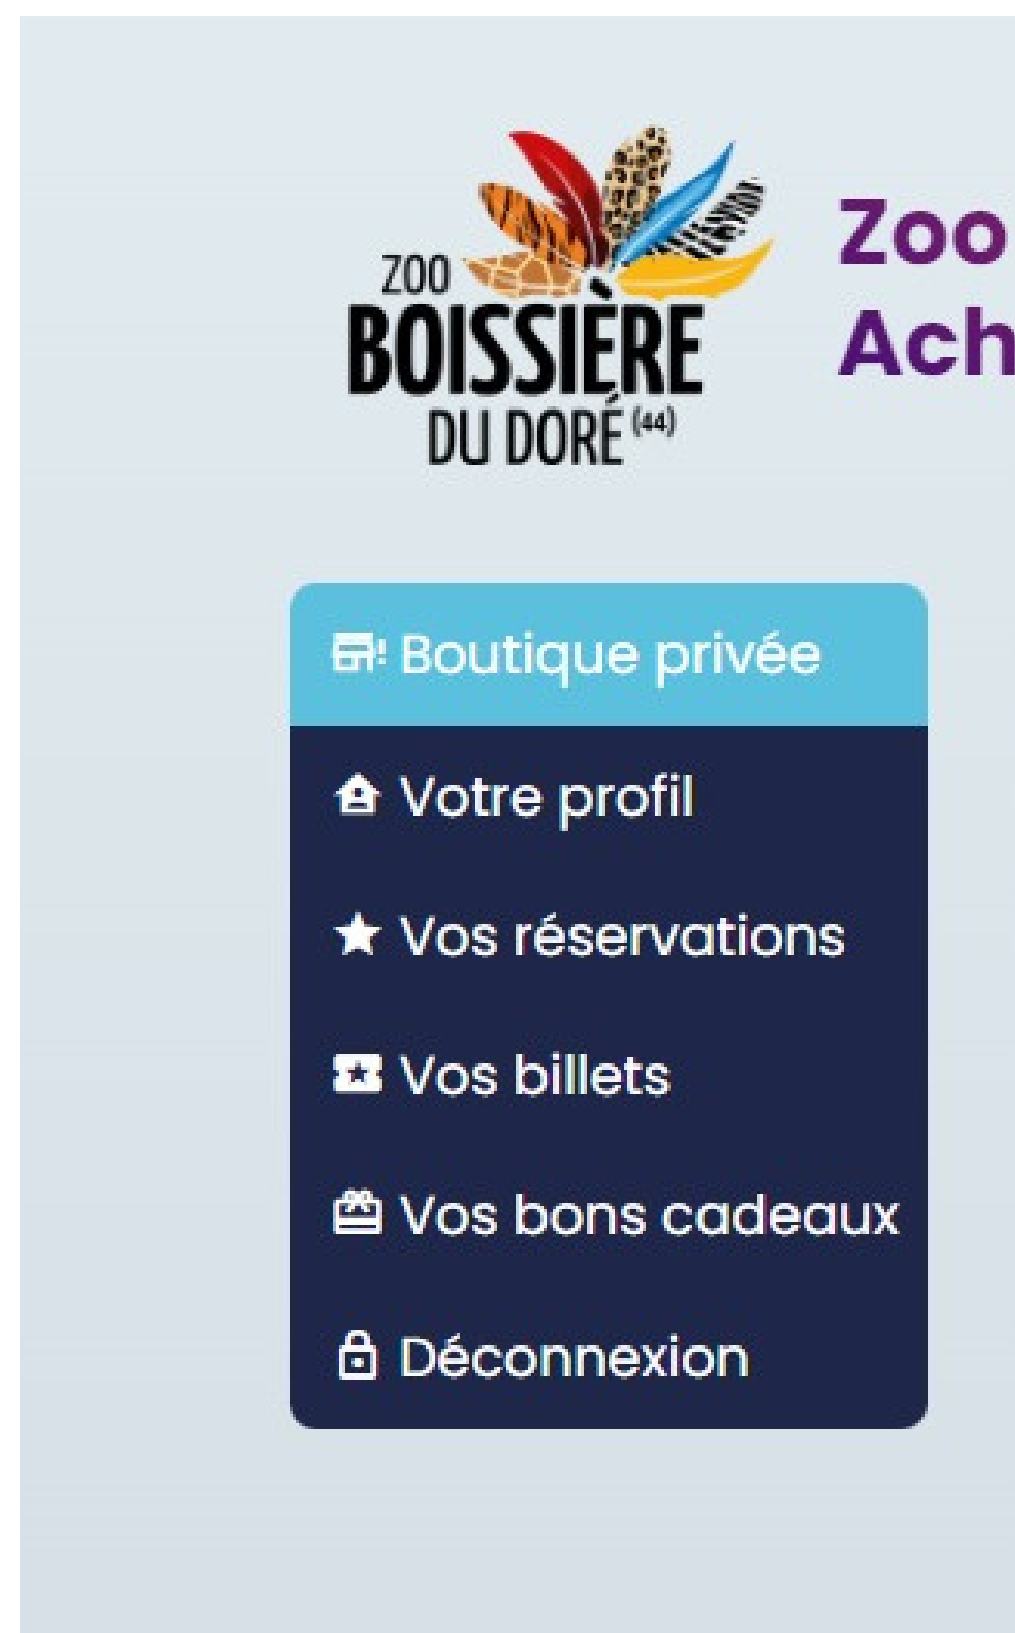 ZOO
BOISSIÈRE
DU DORÉ (44)
Zoo
Ach
Boutique privée
Votre profil
Vos réservations
Vos billets
Vos bons cadeaux
Déconnexion